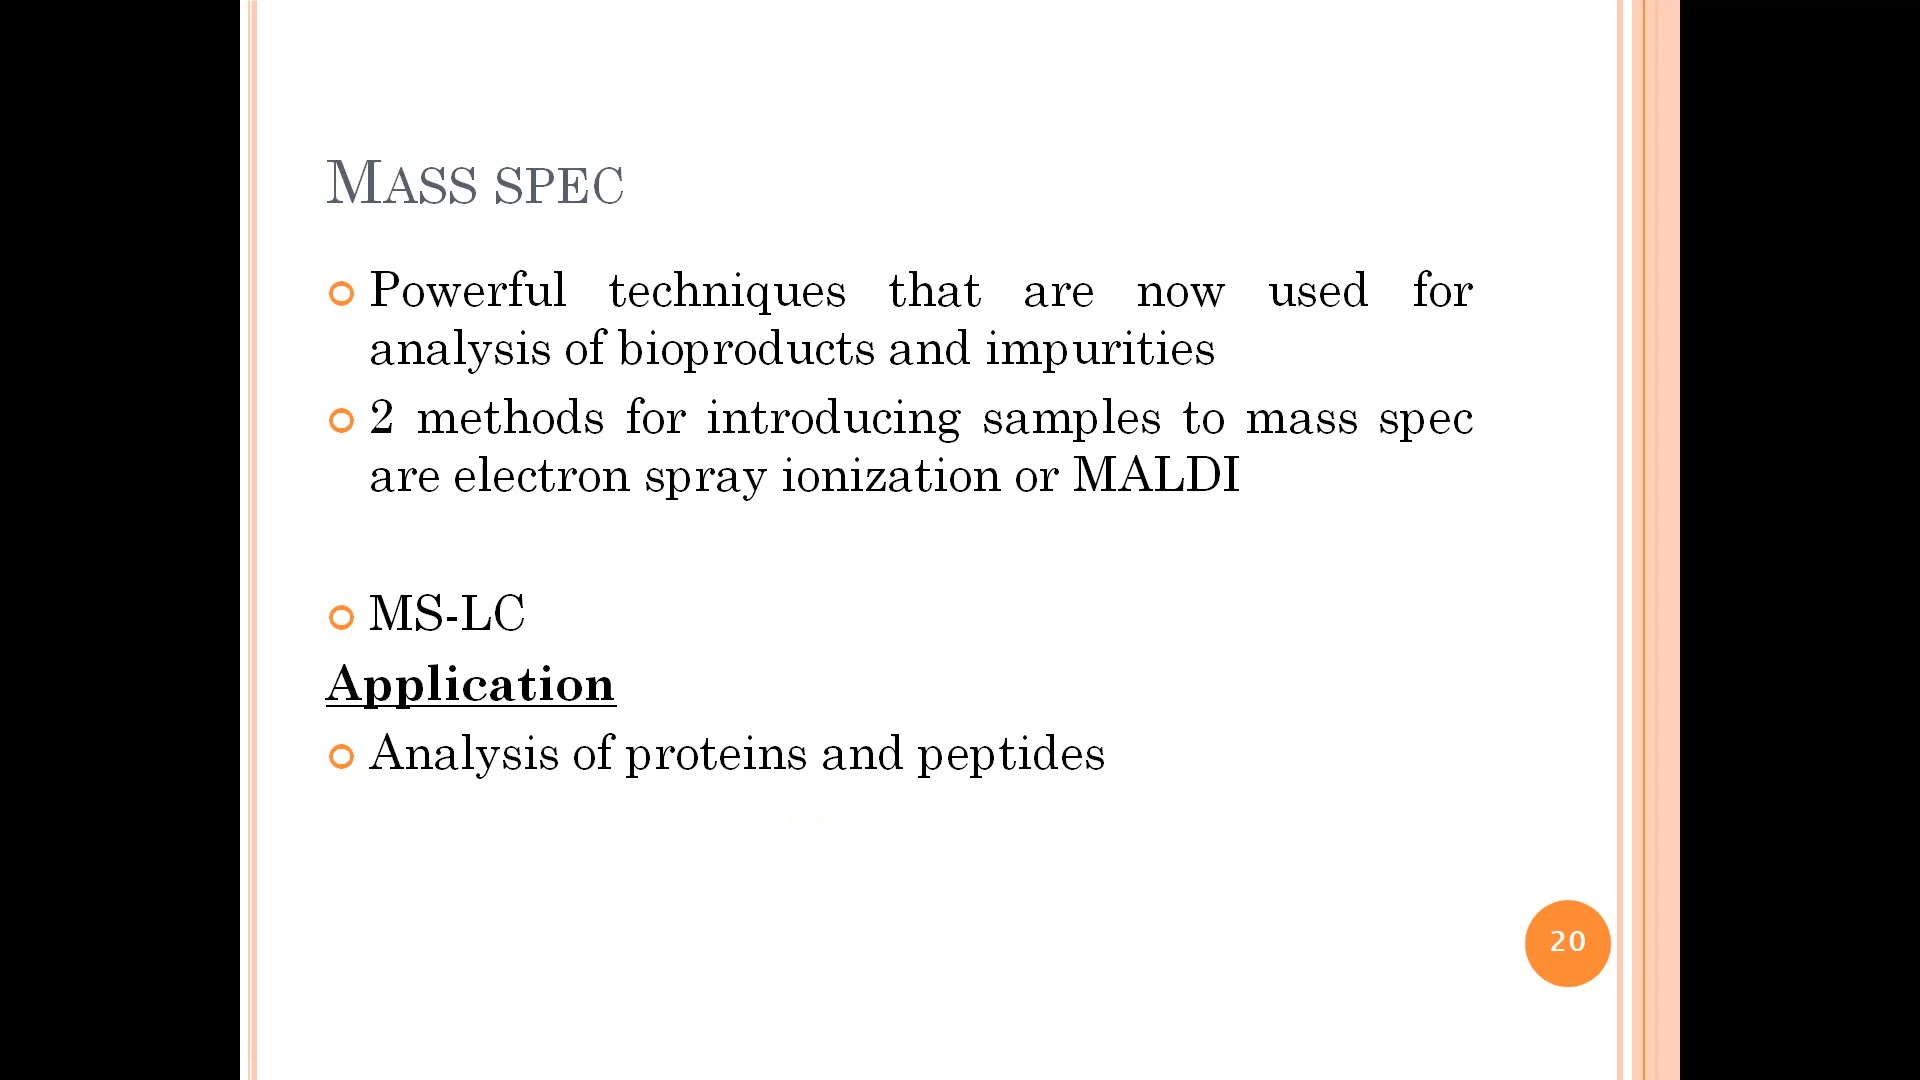 Mass spec
Powerful techniques that are now used for
analysis of bioproducts and impurities
2 methods for introducing samples to mass spec
are electron spray ionization or MALDI
MS-LC
Application
Analysis of proteins and peptides
20